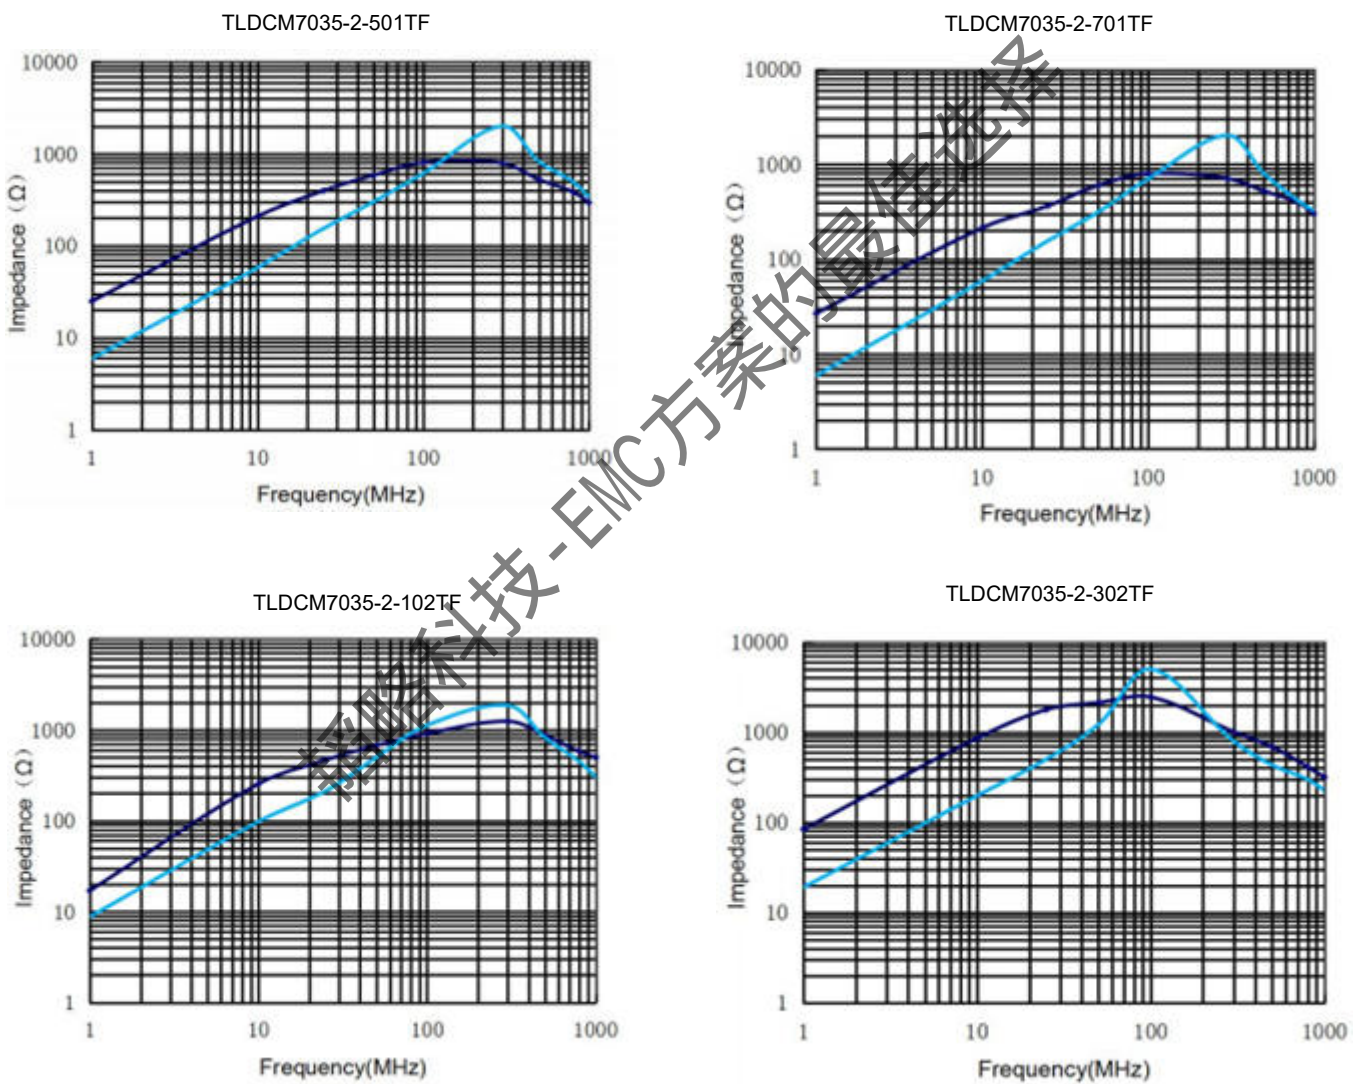 TLDCM7035-2-501TF
10000
1000
100
10
1
Impedance（Ω）
1 10 100 1000
Frequency(MHz)
TLDCM7035-2-701TF
10000
1000
100
10
1
Impedance（Ω）
1 10 100 1000
Frequency(MHz)
TLDCM7035-2-102TF
10000
1000
100
10
1
Impedance（Ω）
1 10 100 1000
Frequency(MHz)
TLDCM7035-2-302TF
10000
1000
100
10
1
Impedance（Ω）
1 10 100 1000
Frequency(MHz)
韬略科技-EMC方案的最佳选择